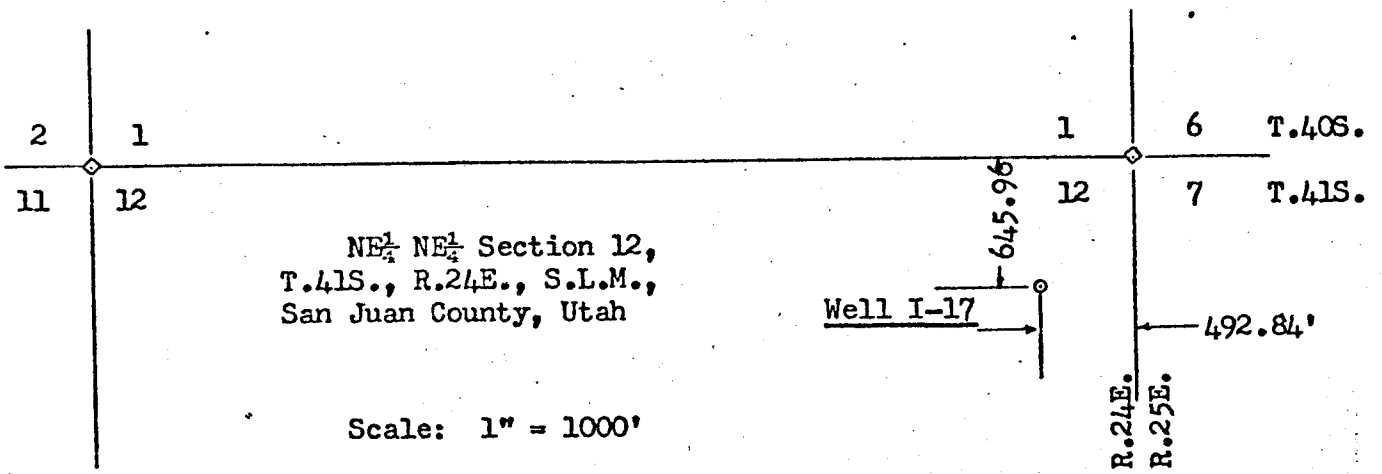 2 1 1 6 T.40S.
11 12 12 7 T.41S.
645.96
NE¼ NE¼ Section 12,
T.41S., R.24E., S.L.M.,
San Juan County, Utah
Well I-17
492.84'
R.24E.
R.25E.
Scale: 1" = 1000'